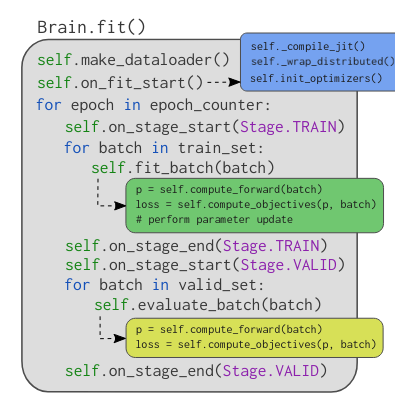 Brain.fit()
self.make_dataloader()
self.on_fit_start()
self._compile_jit()
self._wrap_distributed()
self.init_optimizers()
for epoch in epoch_counter:
self.on_stage_start(Stage.TRAIN)
for batch in train_set:
self.fit_batch(batch)
p = self.compute_forward(batch)
loss = self.compute_objectives(p, batch)
# perform parameter update
self.on_stage_end(Stage.TRAIN)
self.on_stage_start(Stage.VALID)
for batch in valid_set:
self.evaluate_batch(batch)
p = self.compute_forward(batch)
loss = self.compute_objectives(p, batch)
self.on_stage_end(Stage.VALID)